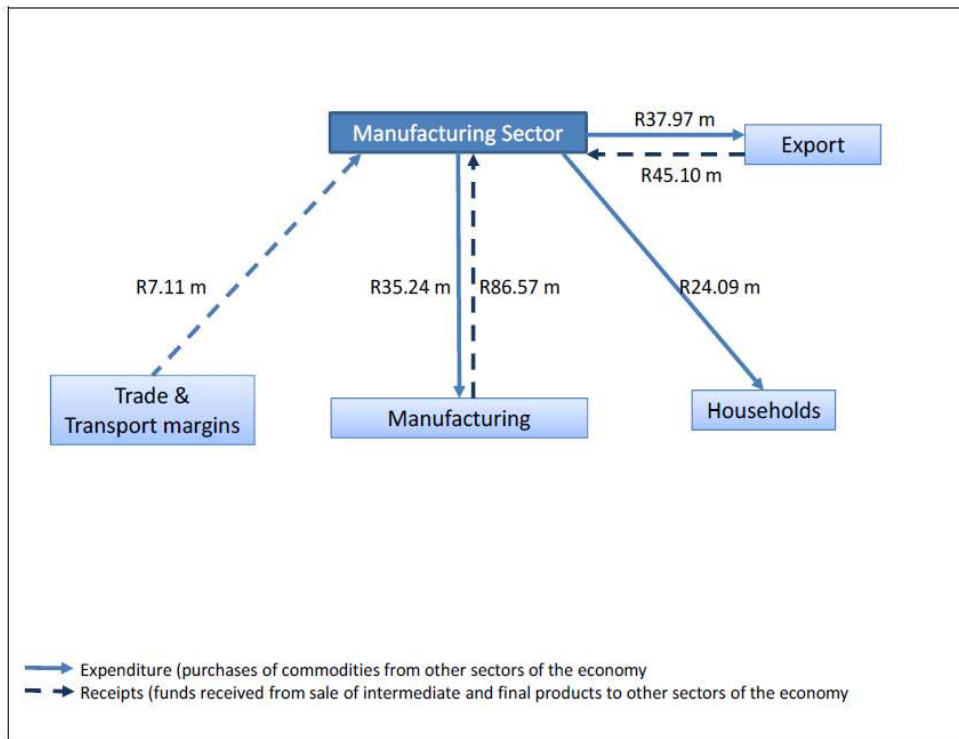 Manufacturing Sector
R37.97 m
Export
R45.10 m
R7.11 m
R35.24 m
R86.57 m
R24.09 m
Trade &
Transport margins
Manufacturing
Households
Expenditure (purchases of commodities from other sectors of the economy
Receipts (funds received from sale of intermediate and final products to other sectors of the economy